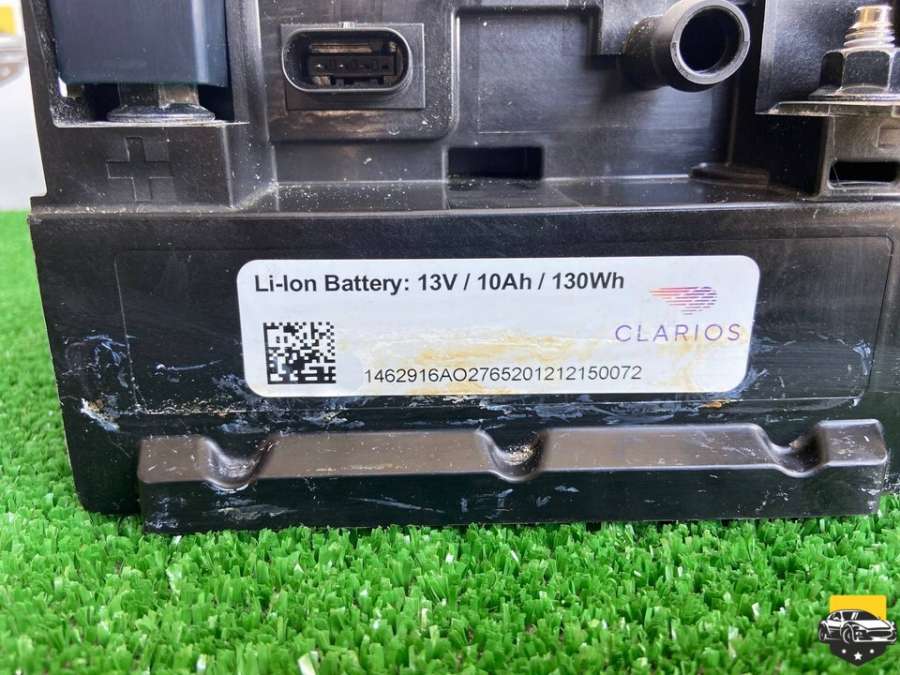 Li-Ion Battery: 13V / 10Ah / 130Wh
CLARIOS
1462916AO2765201212150072